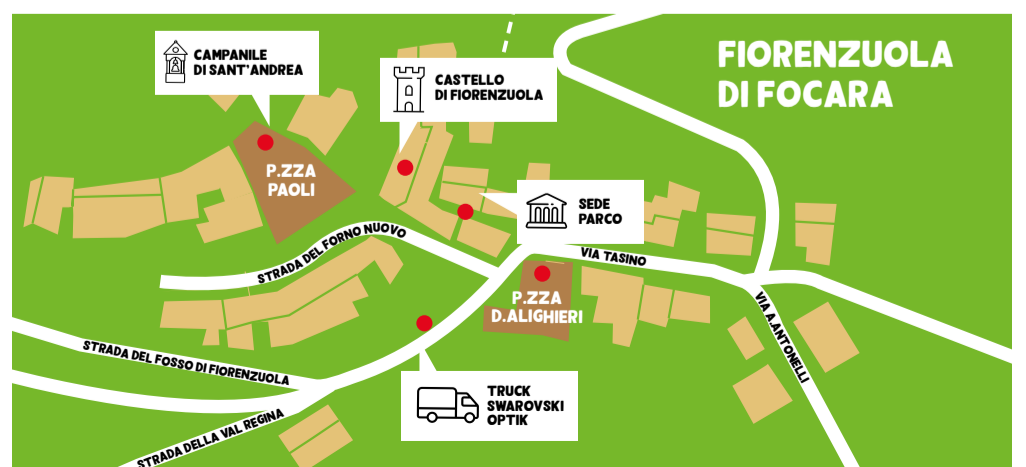 FIORENZUOLA
DI FOCARA
CAMPANILE
DI SANT'ANDREA
CASTELLO
DI FIORENZUOLA
P.ZZA
PAOLI
SEDE
PARCO
STRADA DEL FORNO NUOVO
VIA TASINO
P.ZZA
D.ALIGHIERI
VIA A.ANTONELLI
STRADA DEL FOSSO DI FIORENZUOLA
TRUCK
SWAROVSKI
OPTIK
STRADA DELLA VAL REGINA